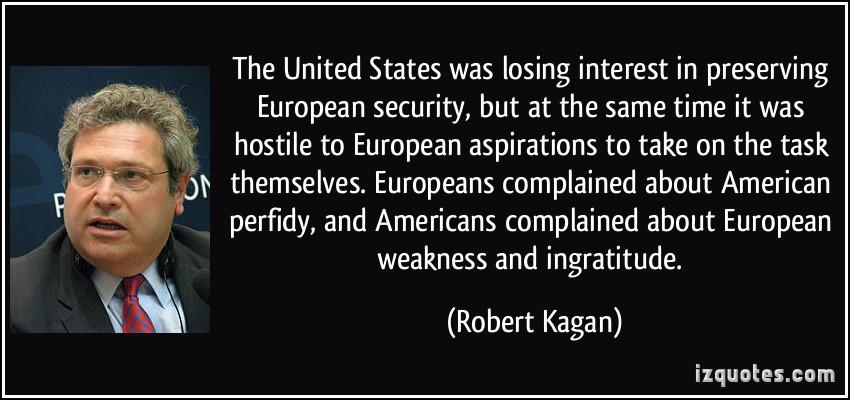 The United States was losing interest in preserving
European security, but at the same time it was
hostile to European aspirations to take on the task
themselves. Europeans complained about American
perfidy, and Americans complained about European
weakness and ingratitude.
(Robert Kagan)
izquotes.com